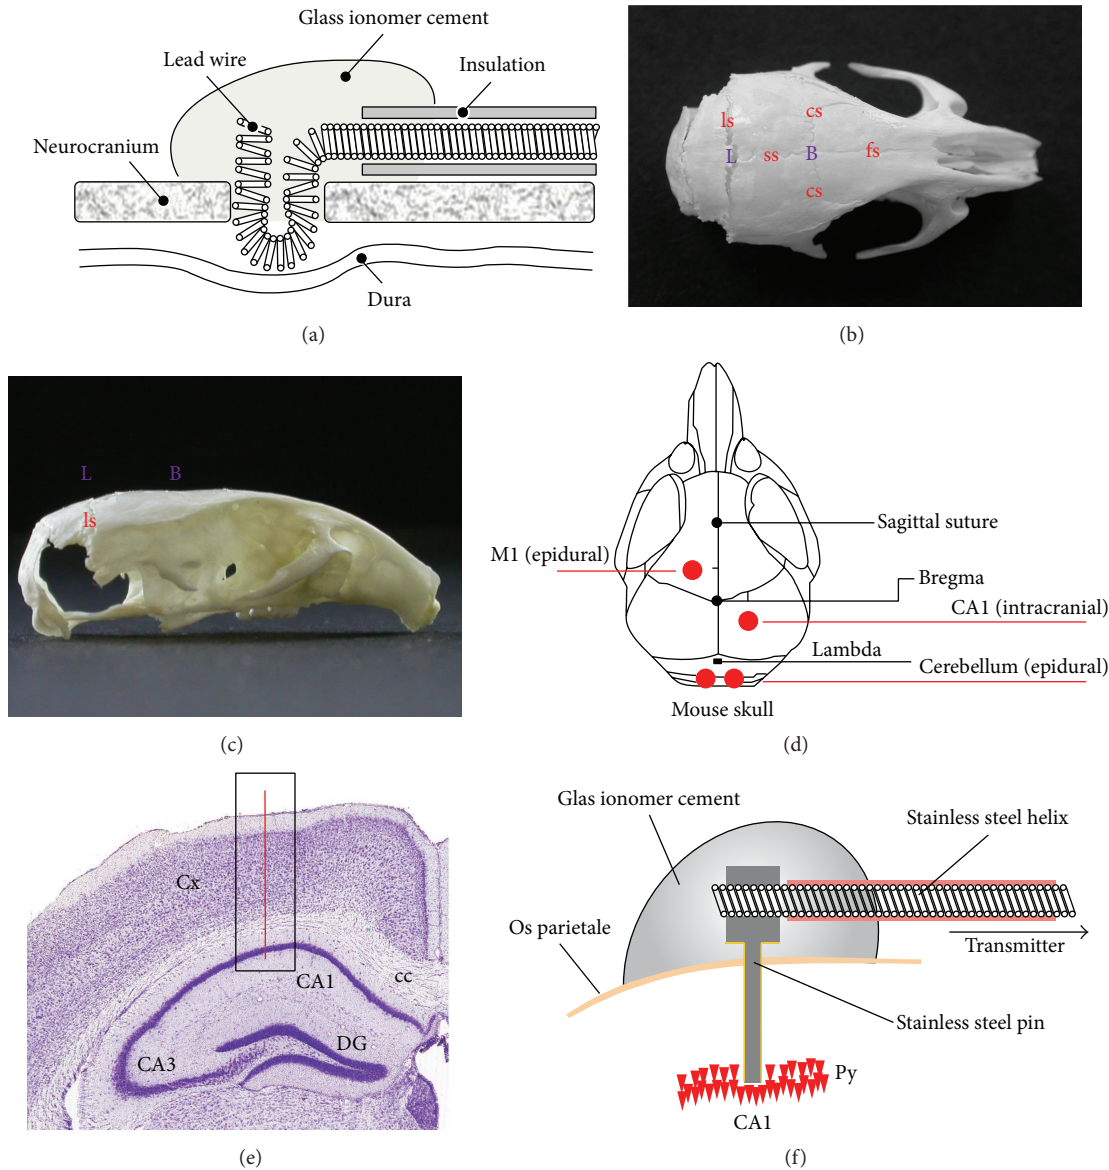 Glass ionomer cement
Lead wire
Insulation
Neurocranium
Dura
(a)
cs
ls
L
ss
B
fs
cs
(b)
L
B
ls
(c)
Sagittal suture
M1 (epidural)
Bregma
CA1 (intracranial)
Lambda
Cerebellum (epidural)
Mouse skull
(d)
Cx
cc
CA1
DG
CA3
(e)
Glas ionomer cement
Stainless steel helix
Os parietale
Transmitter
Stainless steel pin
Py
CA1
(f)